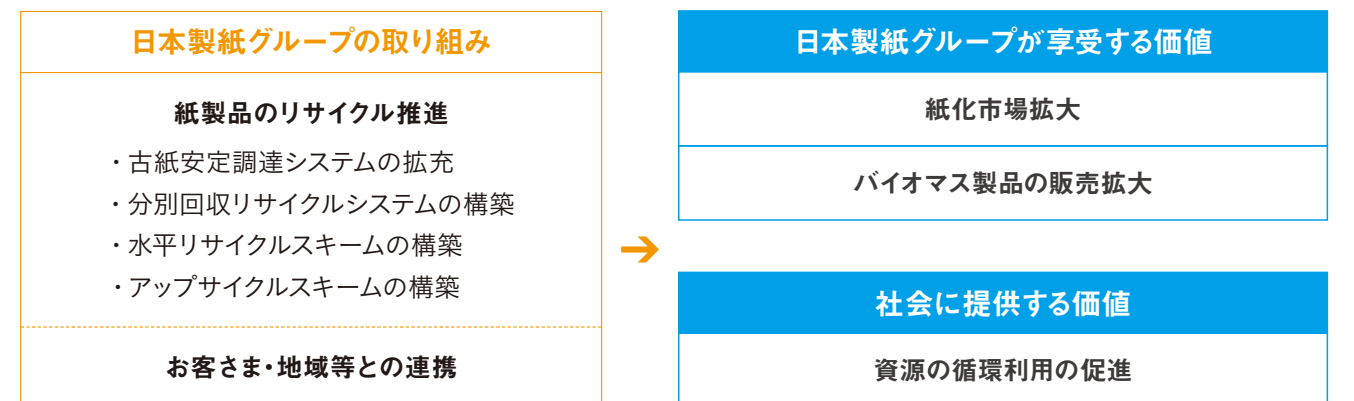 日本製紙グループの取り組み
紙製品のリサイクル推進
・古紙安定調達システムの拡充
・分別回収リサイクルシステムの構築
・水平リサイクルスキームの構築
・アップサイクルスキームの構築
お客さま・地域等との連携
日本製紙グループが享受する価値
紙化市場拡大
バイオマス製品の販売拡大
社会に提供する価値
資源の循環利用の促進